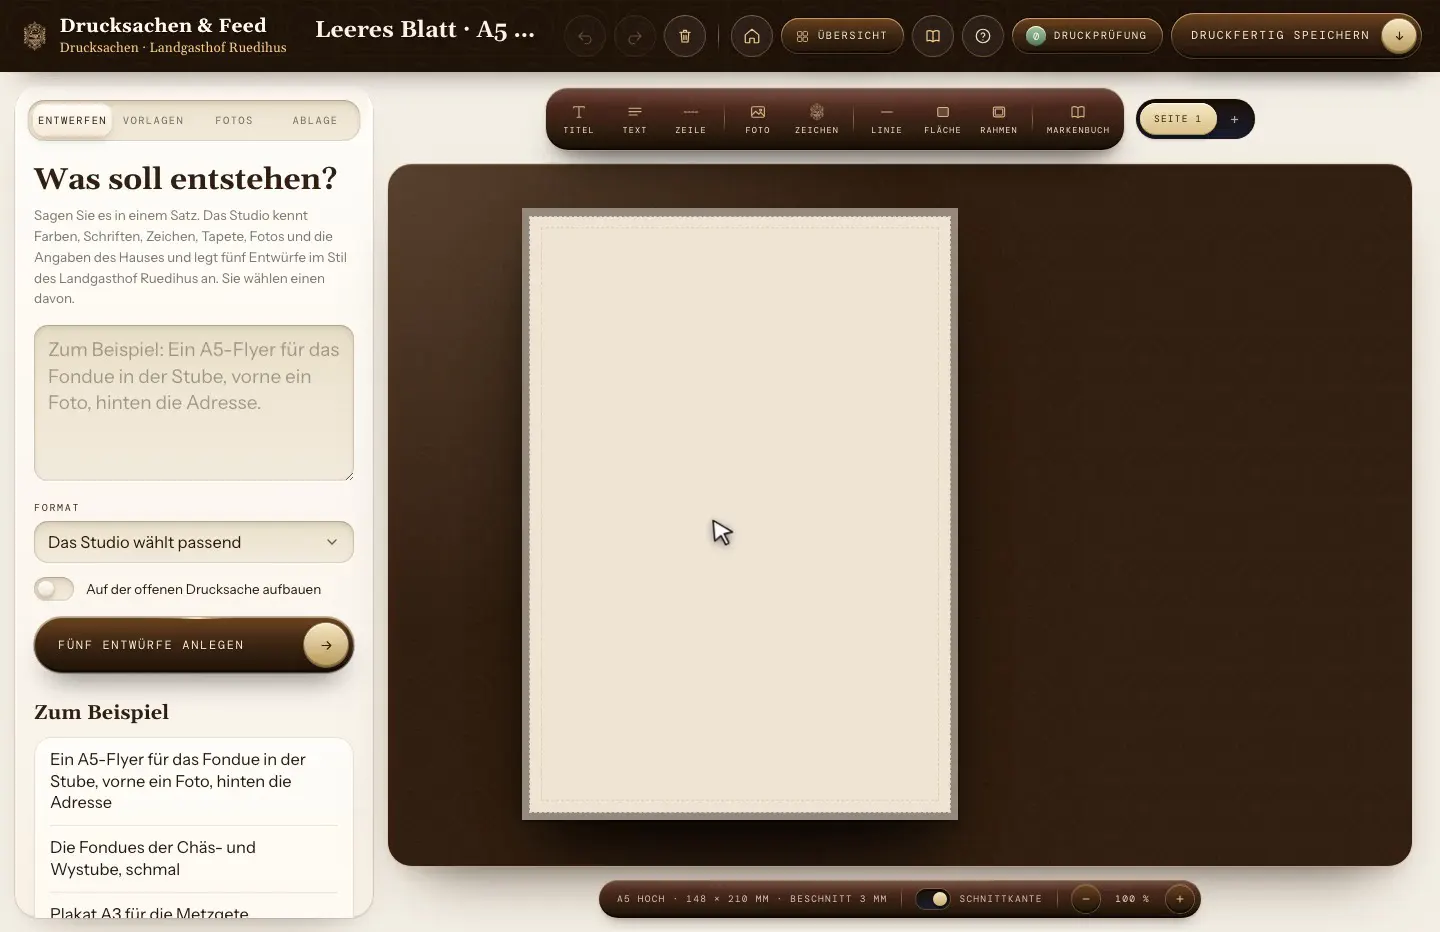 Drucksachen & Feed
Drucksachen · Landgasthof Ruedihus
Leeres Blatt · A5 ...
ÜBERSICHT
0
DRUCKPRÜFUNG
DRUCKFERTIG SPEICHERN
ENTWERFEN
VORLAGEN
FOTOS
ABLAGE
TITEL
TEXT
ZEILE
FOTO
ZEICHEN
LINIE
FLÄCHE
RAHMEN
MARKENBUCH
SEITE 1
+
Was soll entstehen?
Sagen Sie es in einem Satz. Das Studio kennt
Farben, Schriften, Zeichen, Tapete, Fotos und die
Angaben des Hauses und legt fünf Entwürfe im Stil
des Landgasthof Ruedihus an. Sie wählen einen
davon.
Zum Beispiel: Ein A5-Flyer für das
Fondue in der Stube, vorne ein
Foto, hinten die Adresse.
FORMAT
Das Studio wählt passend
Auf der offenen Drucksache aufbauen
FÜNF ENTWÜRFE ANLEGEN
Zum Beispiel
Ein A5-Flyer für das Fondue in der
Stube, vorne ein Foto, hinten die
Adresse
Die Fondues der Chäs- und
Wystube, schmal
Plakat A3 für die Metzgete
A5 HOCH · 148 × 210 MM · BESCHNITT 3 MM
SCHNITTKANTE
−
100 %
+